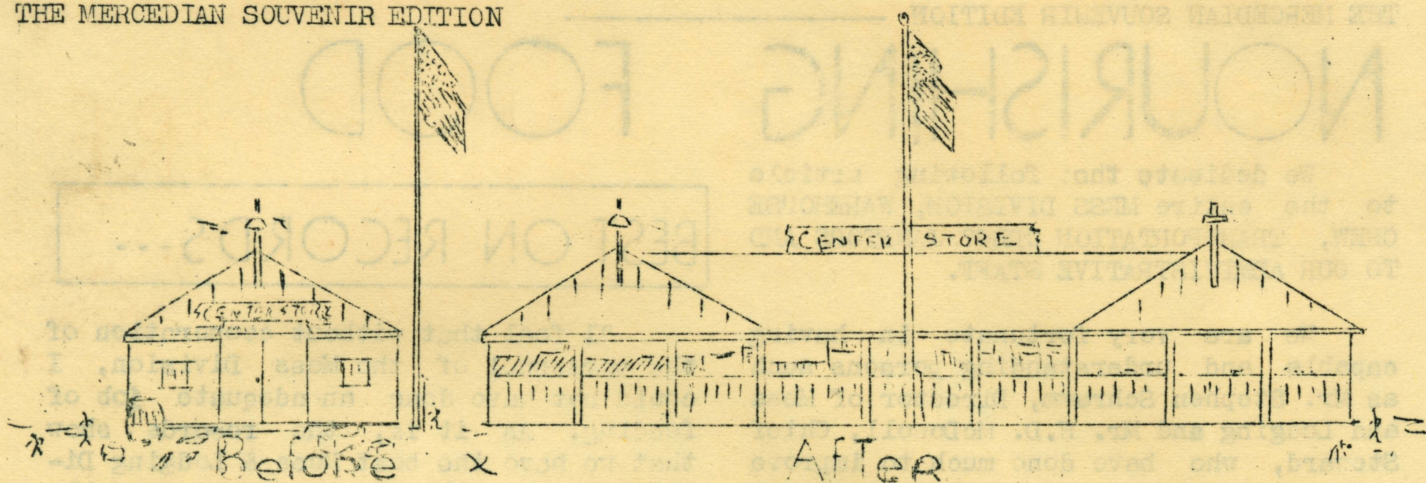 THE MERCEDIAN SOUVENIR EDITION
CENTER STORE
CENTER STORE
Before
AFTeR